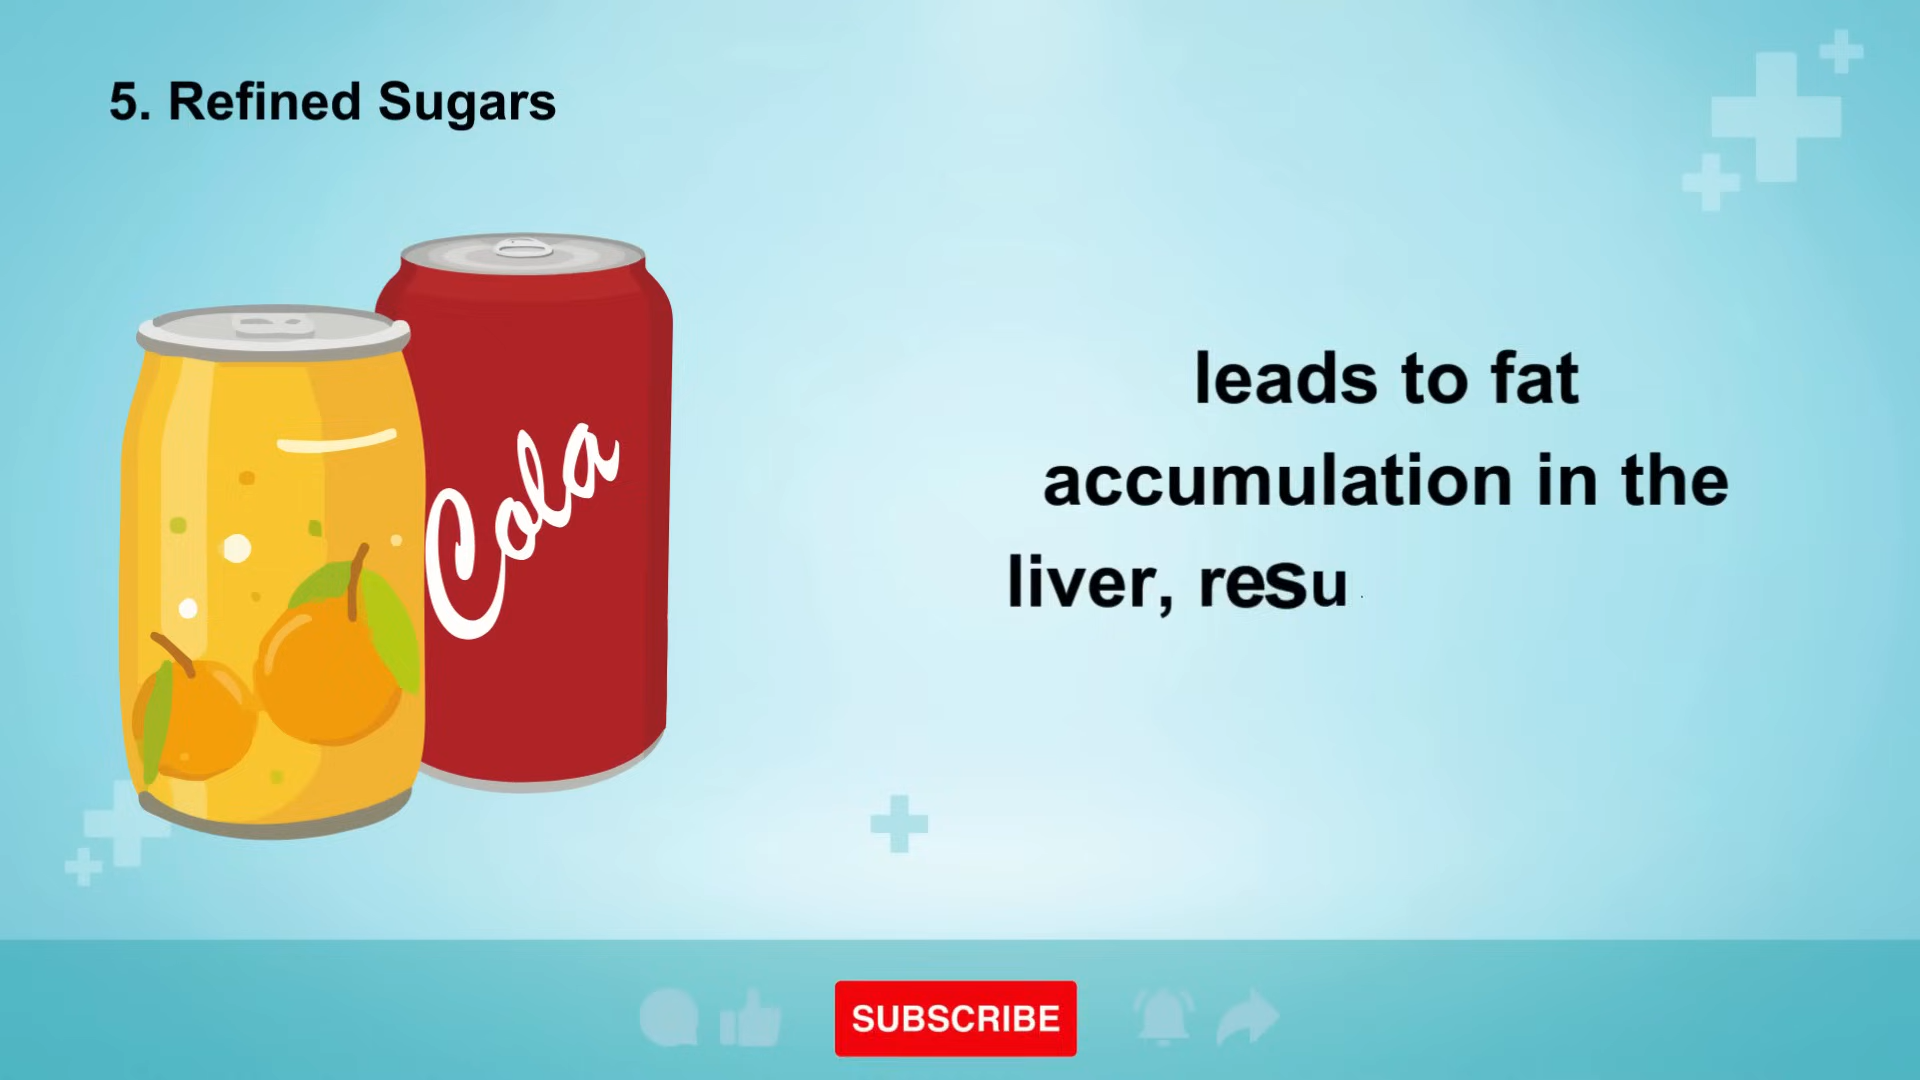 5. Refined Sugars
Cola
leads to fat
accumulation in the
liver, resu
SUBSCRIBE